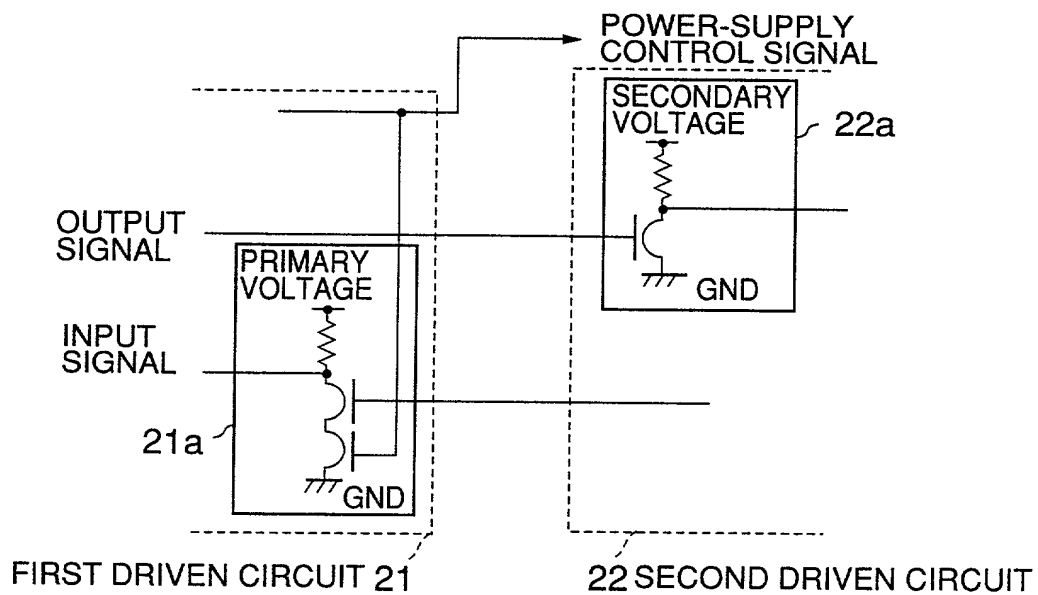 POWER-SUPPLY
CONTROL SIGNAL
SECONDARY
VOLTAGE
22a
OUTPUT
SIGNAL
GND
PRIMARY
VOLTAGE
INPUT
SIGNAL
21a
GND
FIRST DRIVEN CIRCUIT 21
22 SECOND DRIVEN CIRCUIT